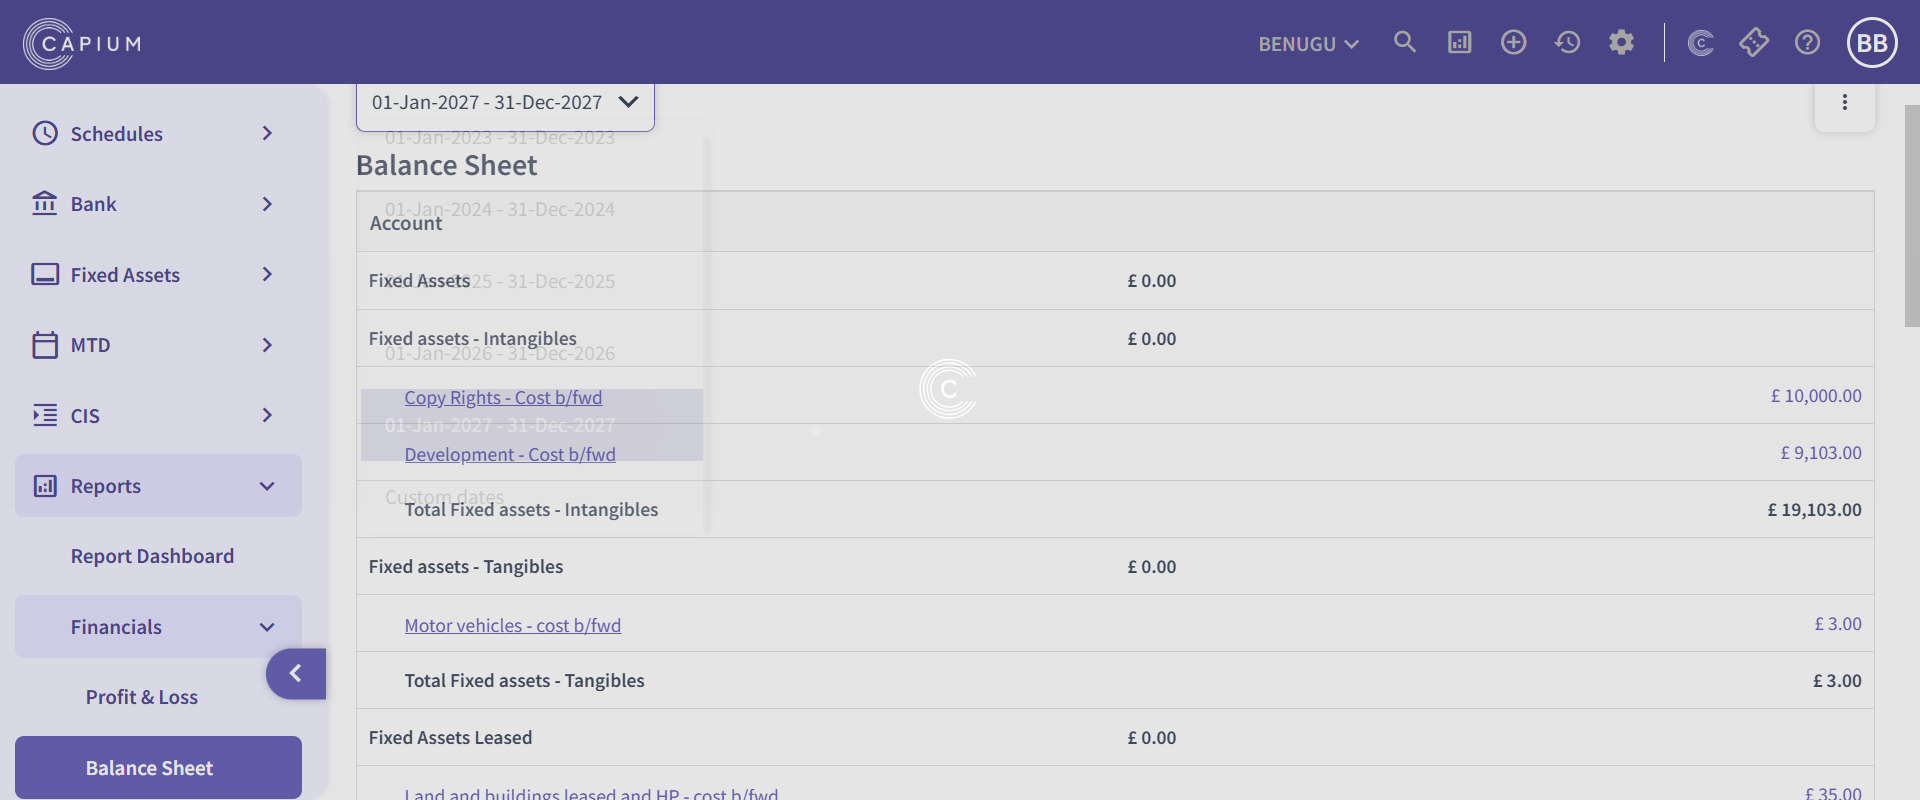 CAPIUM
BENUGU
C
BB
01-Jan-2027 - 31-Dec-2027
Schedules
Bank
Fixed Assets
MTD
CIS
Reports
Report Dashboard
Financials
Profit & Loss
Balance Sheet
01-Jan-2023 - 31-Dec-2023
Balance Sheet
01-Jan-2024 - 31-Dec-2024
Account
Fixed Assets £ 0.00
01-Jan-2025 - 31-Dec-2025
Fixed assets - Intangibles £ 0.00
01-Jan-2026 - 31-Dec-2026
C
Copy Rights - Cost b/fwd £ 10,000.00
01-Jan-2027 - 31-Dec-2027
Development - Cost b/fwd £ 9,103.00
Custom dates
Total Fixed assets - Intangibles £ 19,103.00
Fixed assets - Tangibles £ 0.00
Motor vehicles - cost b/fwd £ 3.00
Total Fixed assets - Tangibles £ 3.00
Fixed Assets Leased £ 0.00
Land and buildings leased and HP - cost b/fwd £ 35.00